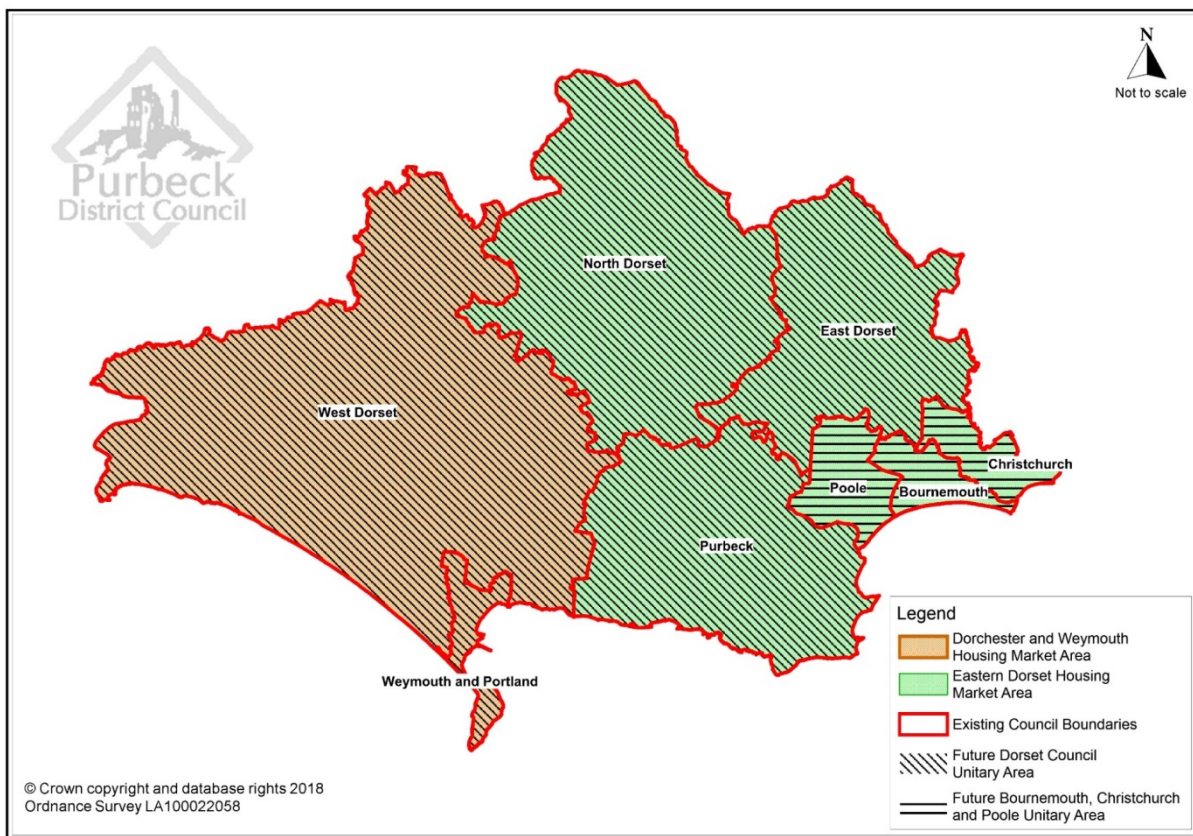 N
Not to scale
Purbeck
District Council
North Dorset
East Dorset
West Dorset
Christchurch
Poole
Bournemouth
Purbeck
Weymouth and Portland
Legend
Dorchester and Weymouth
Housing Market Area
Eastern Dorset Housing
Market Area
Existing Council Boundaries
Future Dorset Council
Unitary Area
Future Bournemouth, Christchurch
and Poole Unitary Area
© Crown copyright and database rights 2018
Ordnance Survey LA100022058